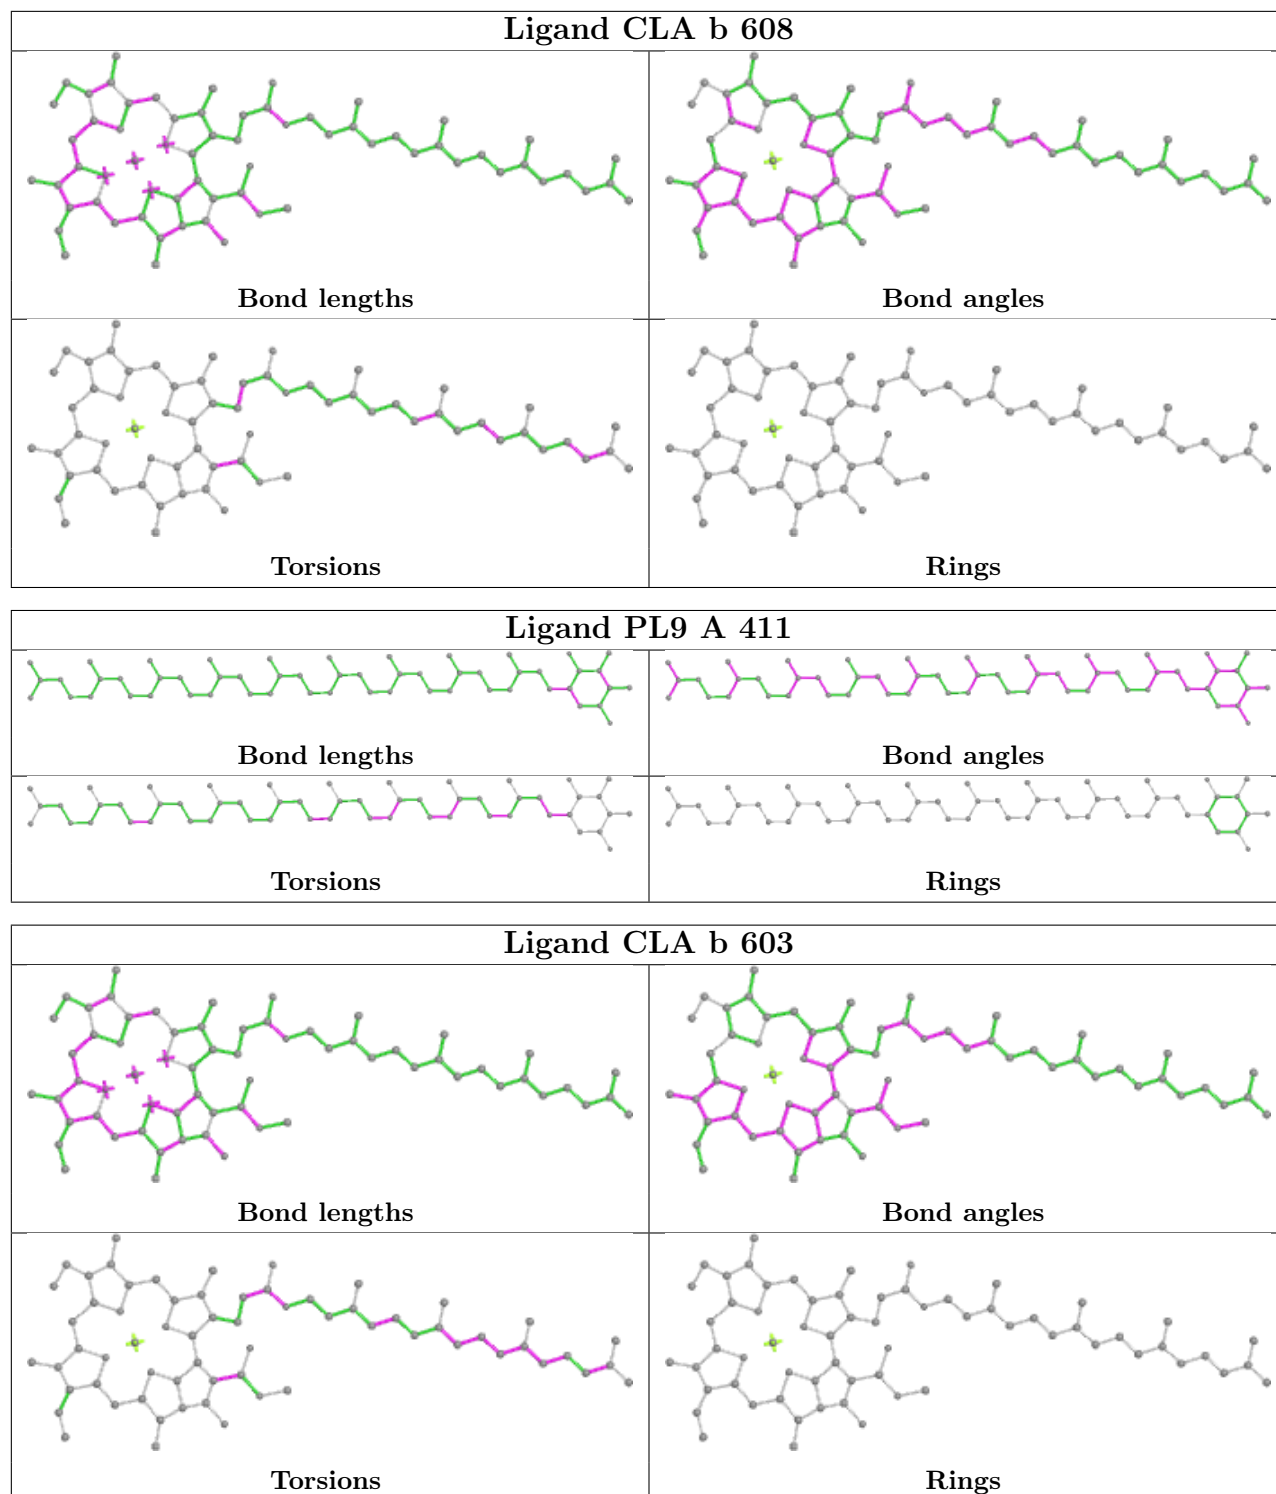 Ligand CLA b 608
Bond lengths
Bond angles
Torsions
Rings
Ligand PL9 A 411
Bond lengths
Bond angles
Torsions
Rings
Ligand CLA b 603
Bond lengths
Bond angles
Torsions
Rings